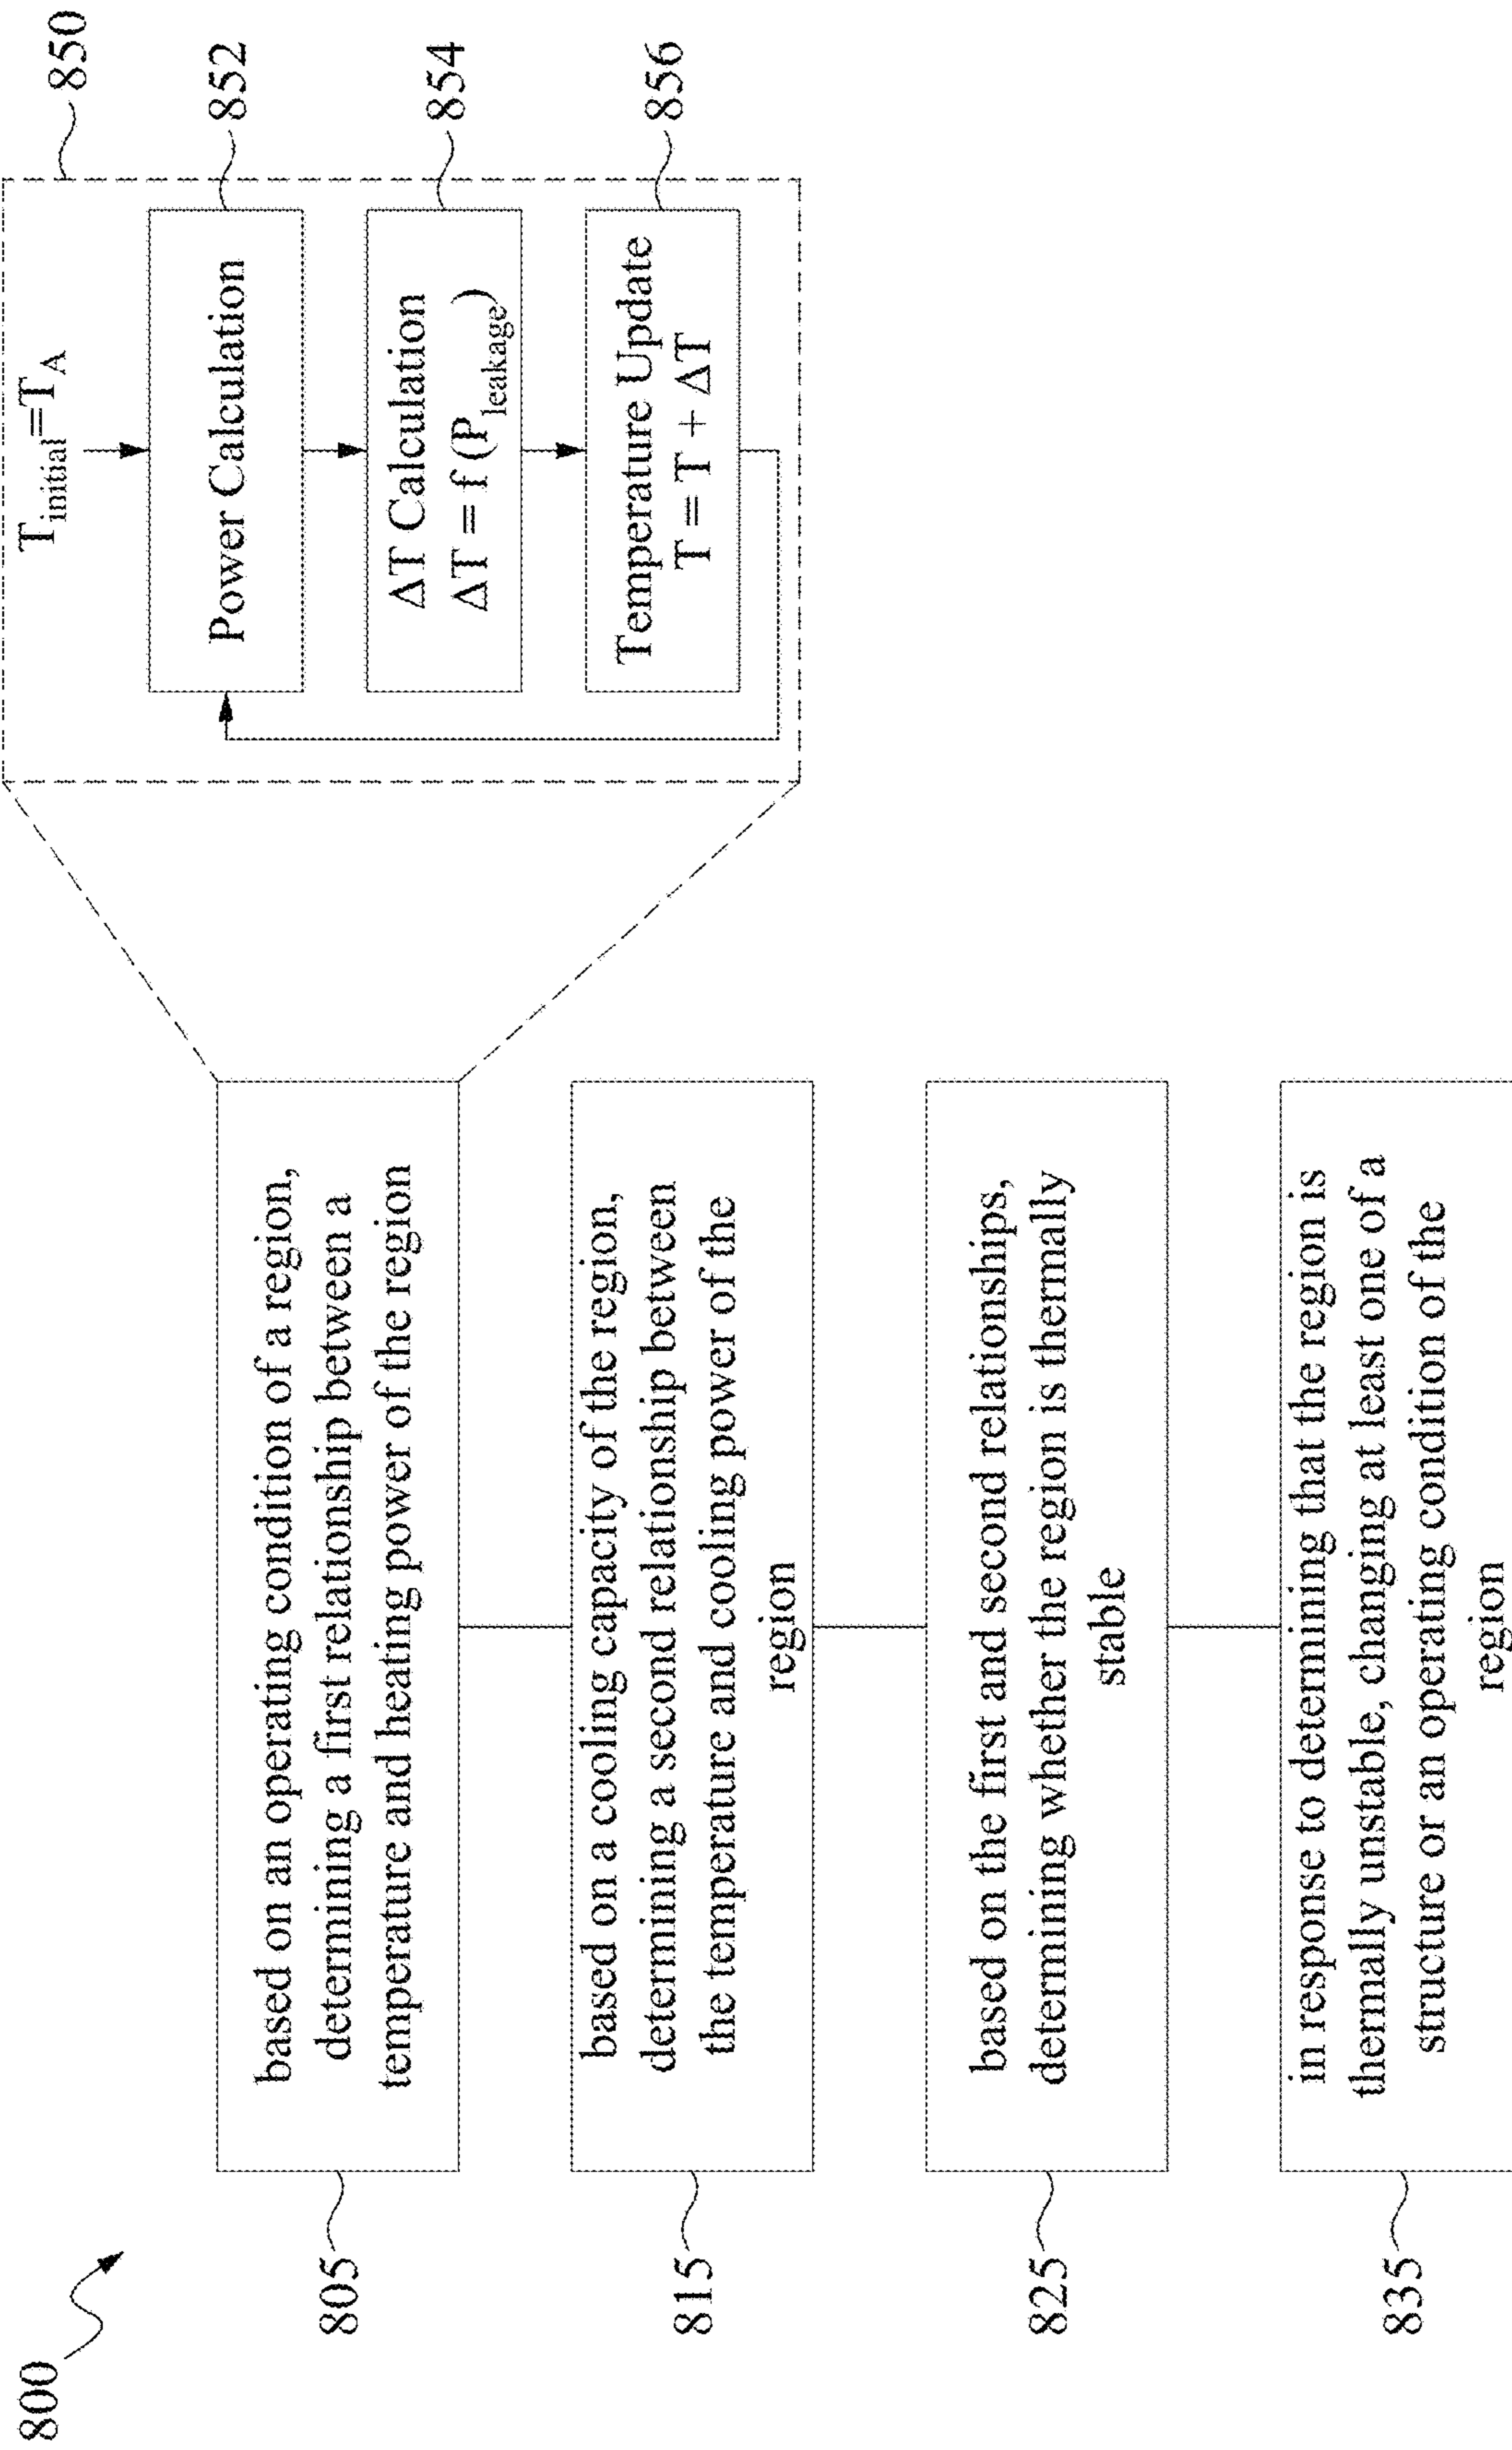 800
805
based on an operating condition of a region,
determining a first relationship between a
temperature and heating power of the region
815
based on a cooling capacity of the region,
determining a second relationship between
the temperature and cooling power of the
region
825
based on the first and second relationships,
determining whether the region is thermally
stable
835
in response to determining that the region is
thermally unstable, changing at least one of a
structure or an operating condition of the
region
850
T_initial=T_A
Power Calculation
852
ΔT Calculation
ΔT = f (P_leakage)
854
Temperature Update
T = T + ΔT
856